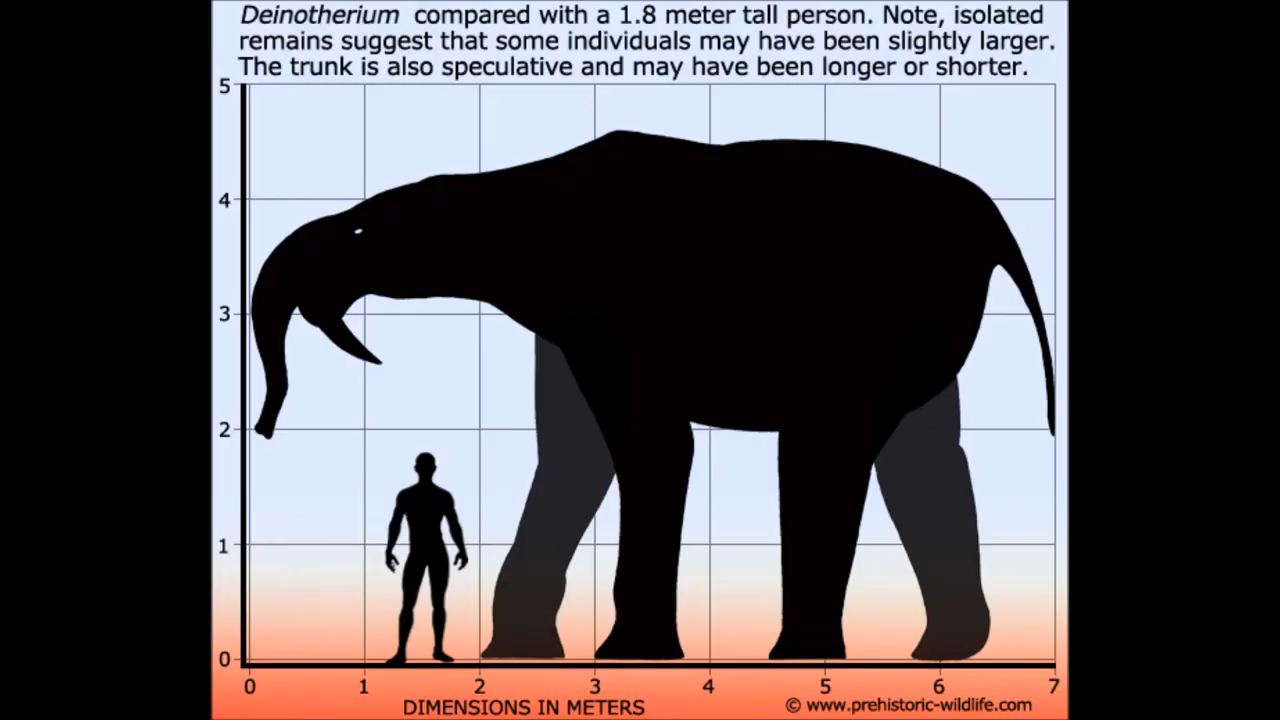 Deinotherium compared with a 1.8 meter tall person. Note, isolated
remains suggest that some individuals may have been slightly larger.
The trunk is also speculative and may have been longer or shorter.
5
4
3
2
1
0
0 1 2 3 4 5 6 7
DIMENSIONS IN METERS © www.prehistoric-wildlife.com